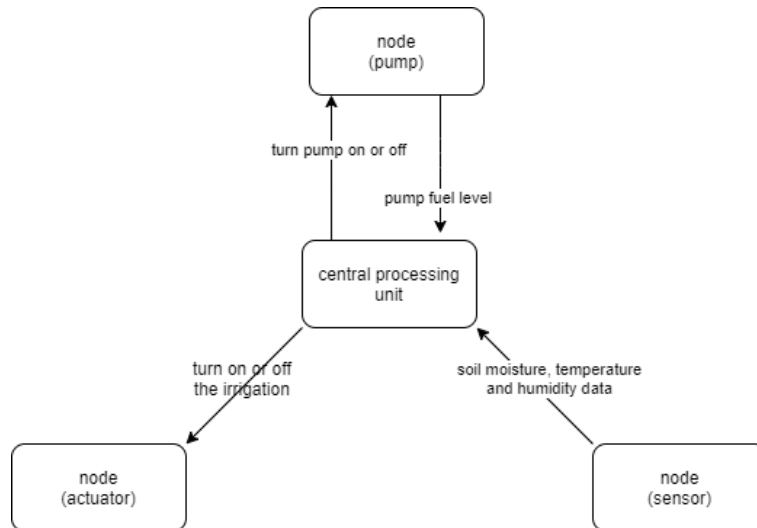 node
(pump)
turn pump on or off
pump fuel level
central processing
unit
turn on or off
the irrigation
soil moisture, temperature
and humidity data
node
(actuator)
node
(sensor)